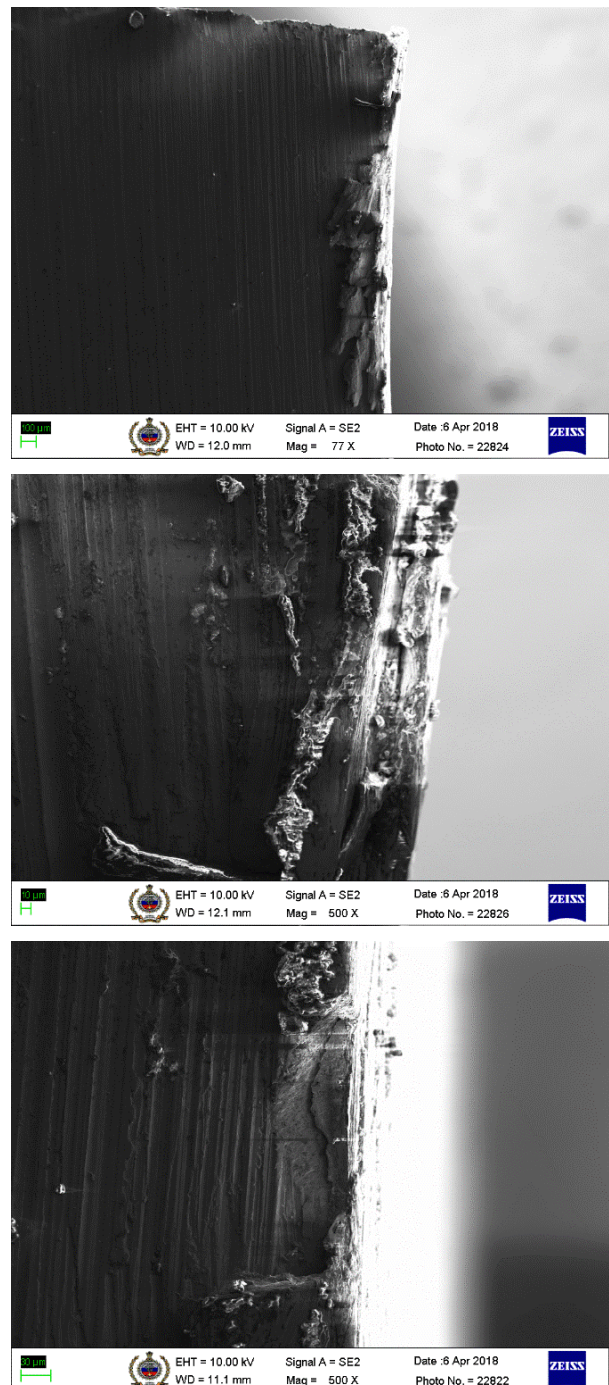 100 µm
EHT = 10.00 kV Signal A = SE2 Date :6 Apr 2018 ZEISS
WD = 12.0 mm Mag = 77 X Photo No. = 22824
10 µm
EHT = 10.00 kV Signal A = SE2 Date :6 Apr 2018 ZEISS
WD = 12.1 mm Mag = 500 X Photo No. = 22826
30 µm
EHT = 10.00 kV Signal A = SE2 Date :6 Apr 2018 ZEISS
WD = 11.1 mm Mag = 500 X Photo No. = 22822